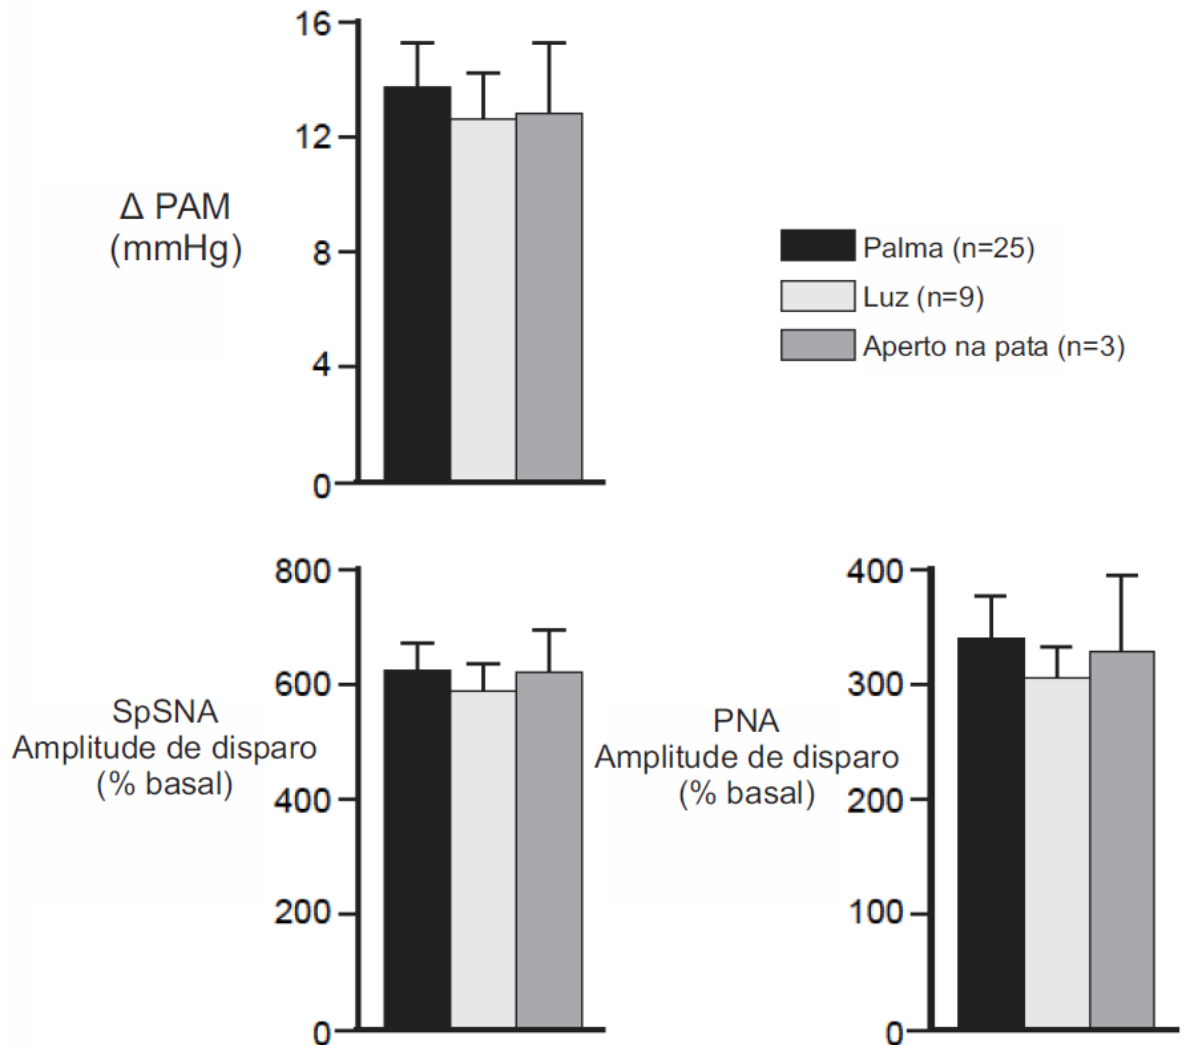 16
12
8
4
0
Δ PAM
(mmHg)
Palma (n=25)
Luz (n=9)
Aperto na pata (n=3)
800
600
400
200
0
SpSNA
Amplitude de disparo
(% basal)
400
300
200
100
0
PNA
Amplitude de disparo
(% basal)